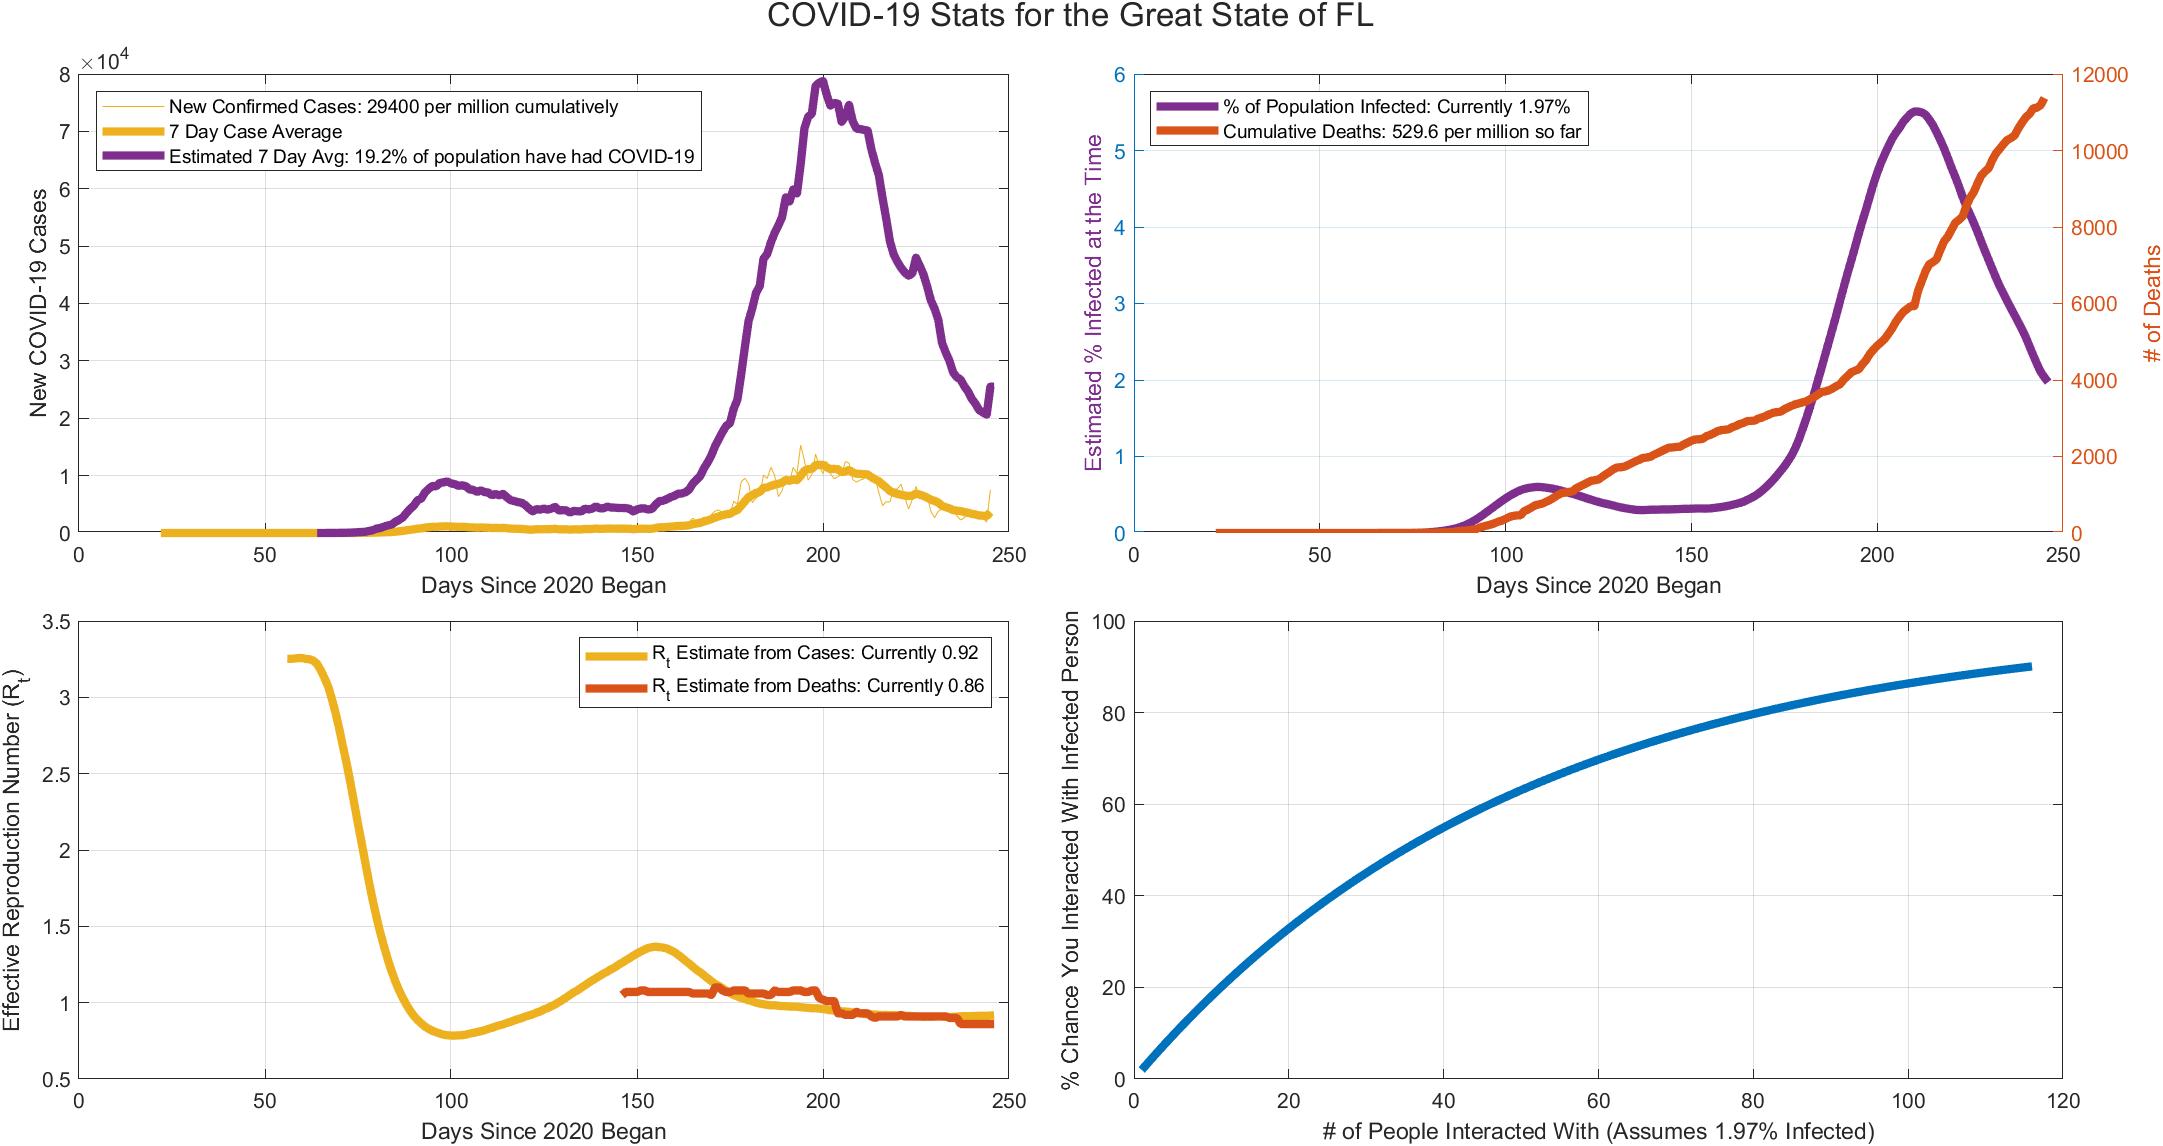 COVID-19 Stats for the Great State of FL
×10⁴
8
7
6
5
4
3
2
1
0
New COVID-19 Cases
New Confirmed Cases: 29400 per million cumulatively
7 Day Case Average
Estimated 7 Day Avg: 19.2% of population have had COVID-19
0 50 100 150 200 250
Days Since 2020 Began
6
5
4
3
2
1
0
Estimated % Infected at the Time
% of Population Infected: Currently 1.97%
Cumulative Deaths: 529.6 per million so far
12000
10000
8000
6000
4000
2000
0
# of Deaths
0 50 100 150 200 250
Days Since 2020 Began
3.5
3
2.5
2
1.5
1
0.5
Effective Reproduction Number (Rₜ)
Rₜ Estimate from Cases: Currently 0.92
Rₜ Estimate from Deaths: Currently 0.86
0 50 100 150 200 250
Days Since 2020 Began
100
80
60
40
20
0
% Chance You Interacted With Infected Person
0 20 40 60 80 100 120
# of People Interacted With (Assumes 1.97% Infected)